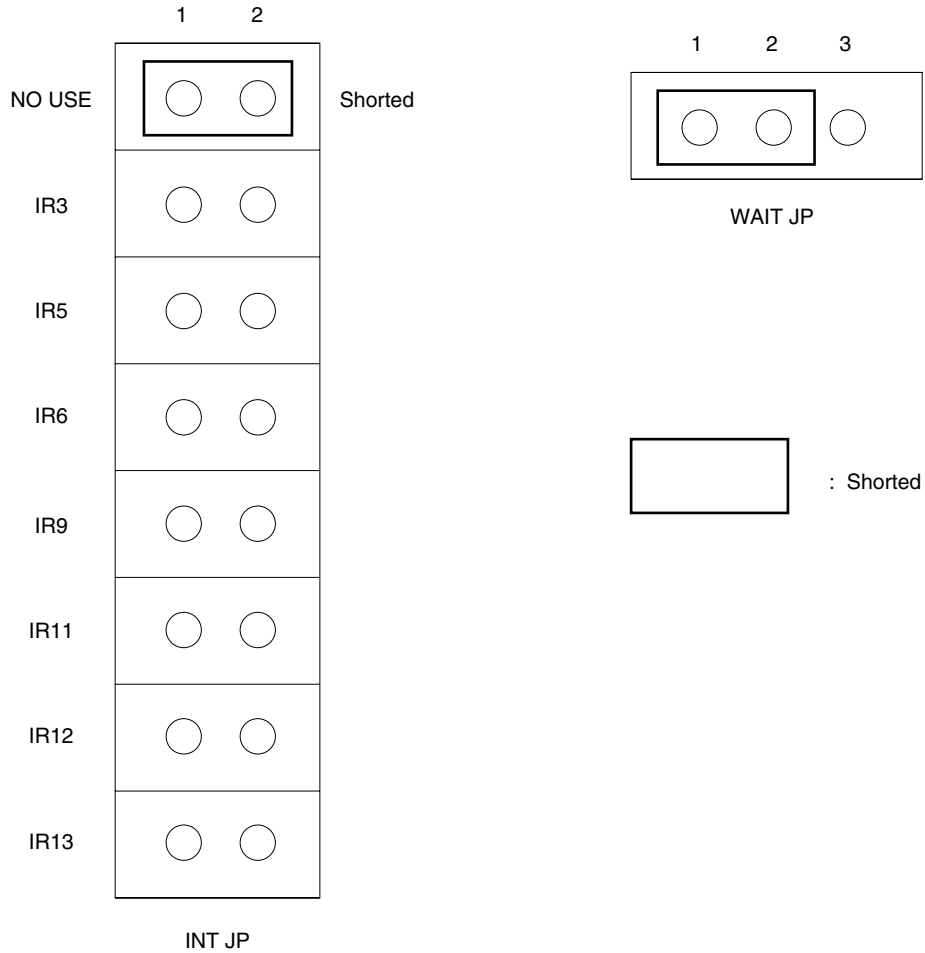 1 2
NO USE
Shorted
IR3
IR5
IR6
IR9
IR11
IR12
IR13
INT JP
1 2 3
WAIT JP
: Shorted